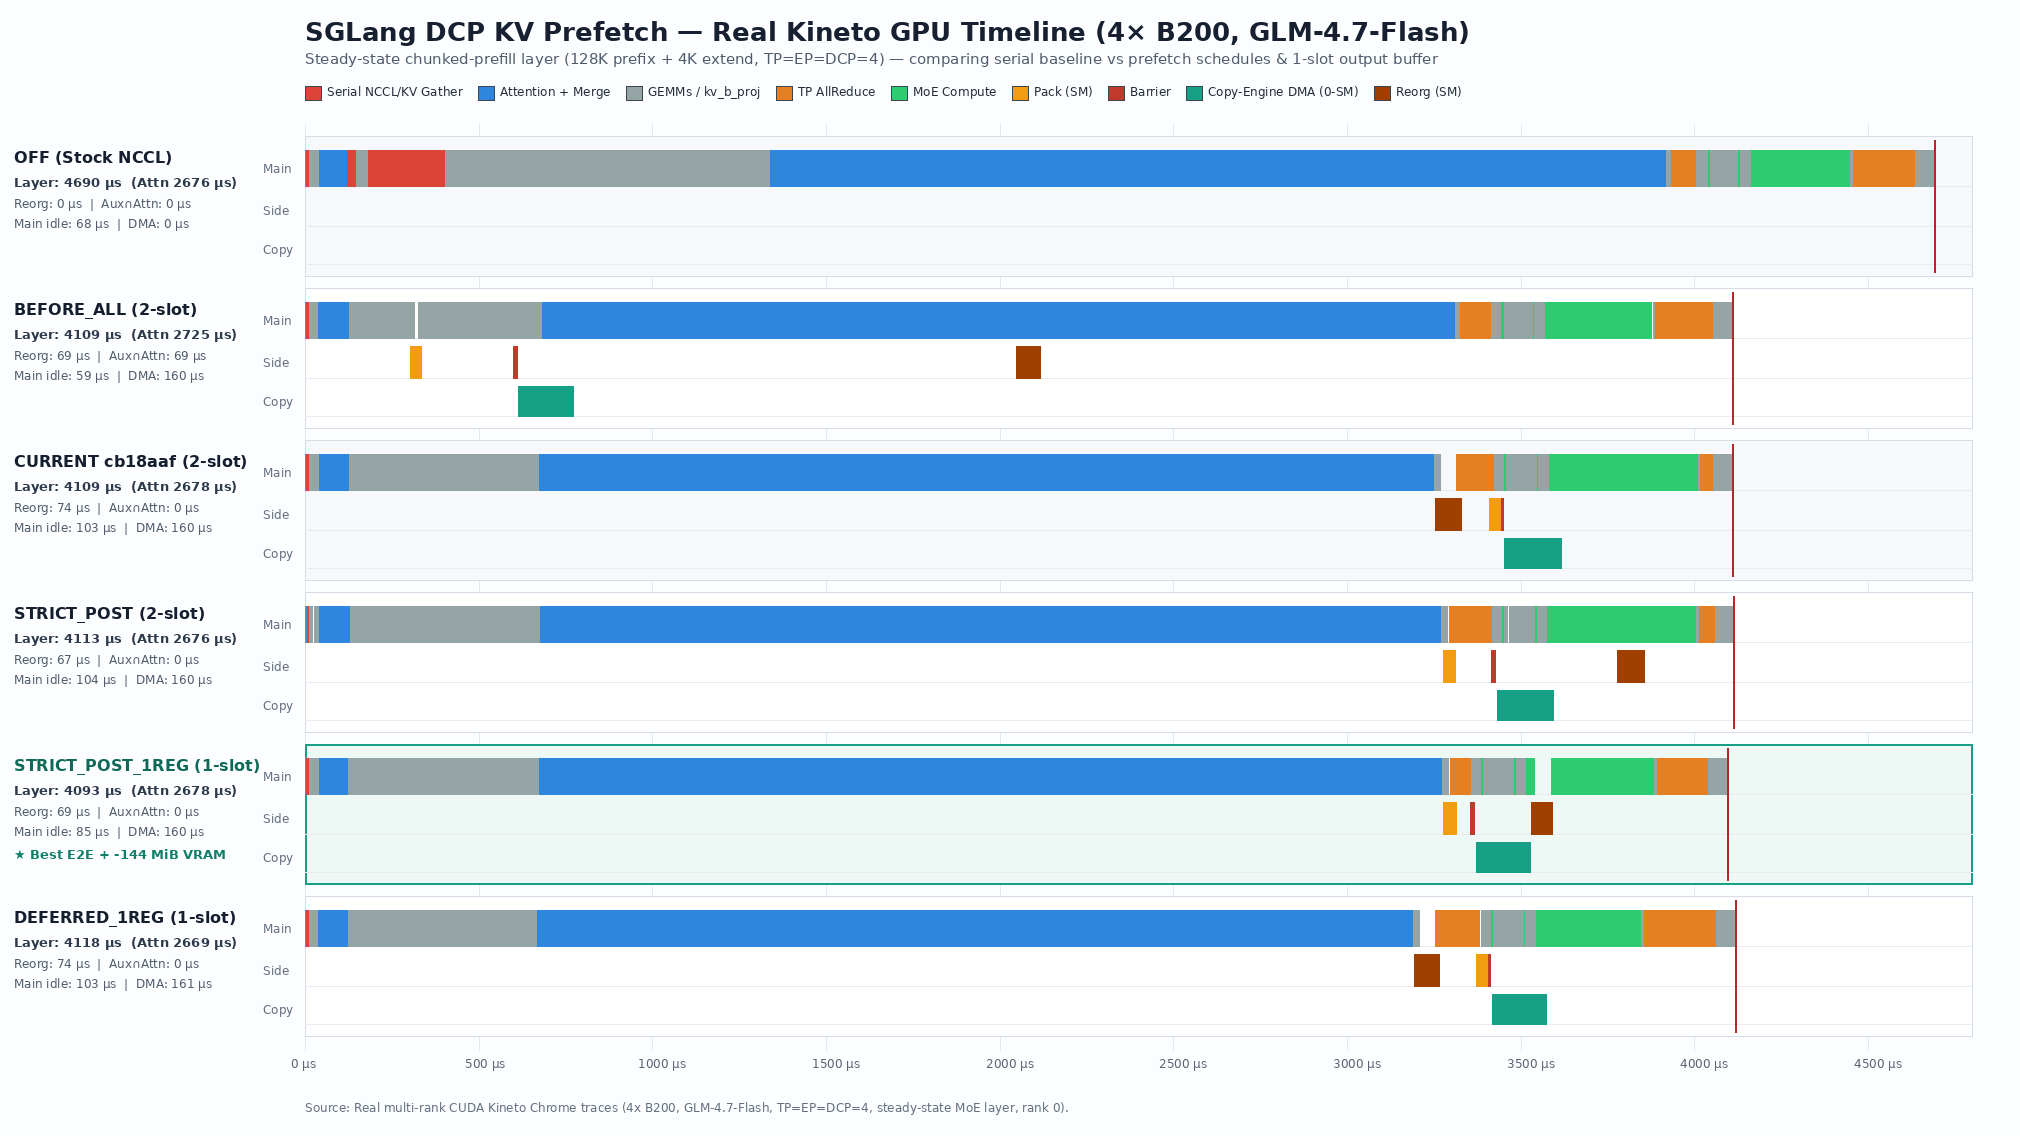 SGLang DCP KV Prefetch — Real Kineto GPU Timeline (4× B200, GLM-4.7-Flash)
Steady-state chunked-prefill layer (128K prefix + 4K extend, TP=EP=DCP=4) — comparing serial baseline vs prefetch schedules & 1-slot output buffer
Serial NCCL/KV Gather Attention + Merge GEMMs / kv_b_proj TP AllReduce MoE Compute Pack (SM) Barrier Copy-Engine DMA (0-SM) Reorg (SM)
OFF (Stock NCCL)
Layer: 4690 µs (Attn 2676 µs)
Reorg: 0 µs | Aux∩Attn: 0 µs
Main idle: 68 µs | DMA: 0 µs
Main
Side
Copy
BEFORE_ALL (2-slot)
Layer: 4109 µs (Attn 2725 µs)
Reorg: 69 µs | Aux∩Attn: 69 µs
Main idle: 59 µs | DMA: 160 µs
Main
Side
Copy
CURRENT cb18aaf (2-slot)
Layer: 4109 µs (Attn 2678 µs)
Reorg: 74 µs | Aux∩Attn: 0 µs
Main idle: 103 µs | DMA: 160 µs
Main
Side
Copy
STRICT_POST (2-slot)
Layer: 4113 µs (Attn 2676 µs)
Reorg: 67 µs | Aux∩Attn: 0 µs
Main idle: 104 µs | DMA: 160 µs
Main
Side
Copy
STRICT_POST_1REG (1-slot)
Layer: 4093 µs (Attn 2678 µs)
Reorg: 69 µs | Aux∩Attn: 0 µs
Main idle: 85 µs | DMA: 160 µs
★ Best E2E + -144 MiB VRAM
Main
Side
Copy
DEFERRED_1REG (1-slot)
Layer: 4118 µs (Attn 2669 µs)
Reorg: 74 µs | Aux∩Attn: 0 µs
Main idle: 103 µs | DMA: 161 µs
Main
Side
Copy
0 µs 500 µs 1000 µs 1500 µs 2000 µs 2500 µs 3000 µs 3500 µs 4000 µs 4500 µs
Source: Real multi-rank CUDA Kineto Chrome traces (4x B200, GLM-4.7-Flash, TP=EP=DCP=4, steady-state MoE layer, rank 0).